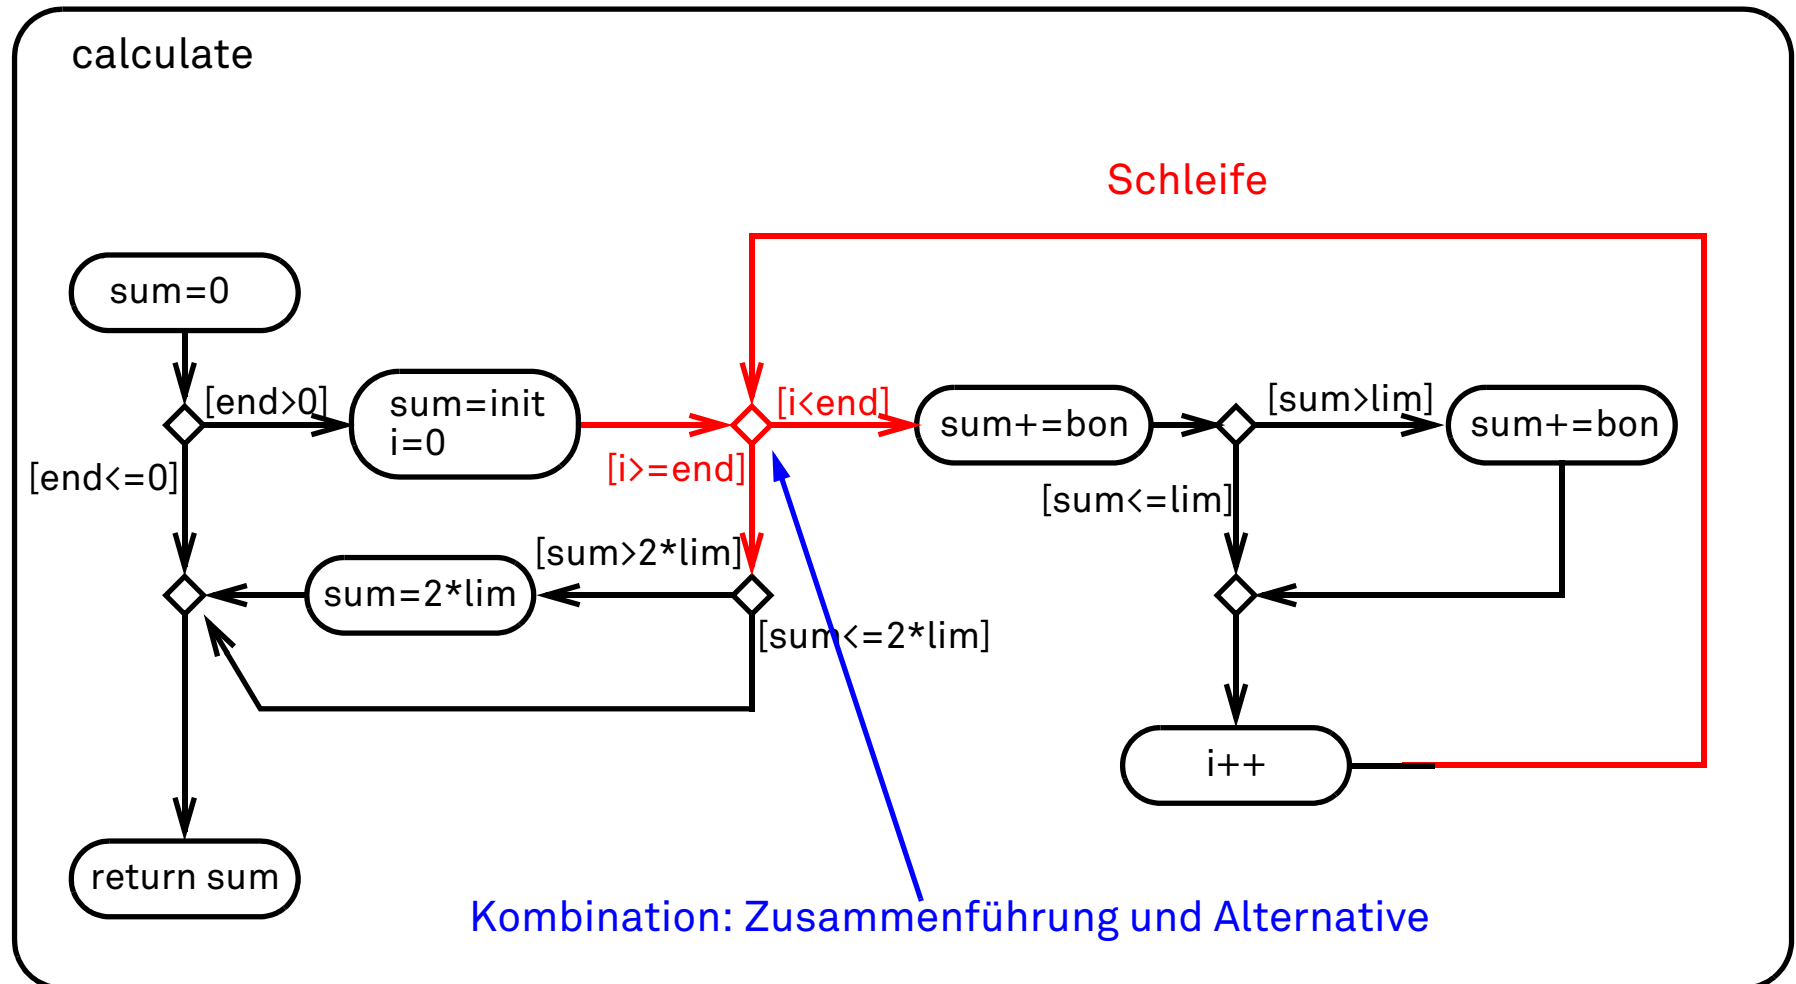 calculate
Schleife
sum=0
[end>0]
sum=init
i=0
[i<end]
sum+=bon
[sum>lim]
sum+=bon
[end<=0]
[i>=end]
[sum<=lim]
[sum>2*lim]
sum=2*lim
[sum<=2*lim]
i++
return sum
Kombination: Zusammenführung und Alternative